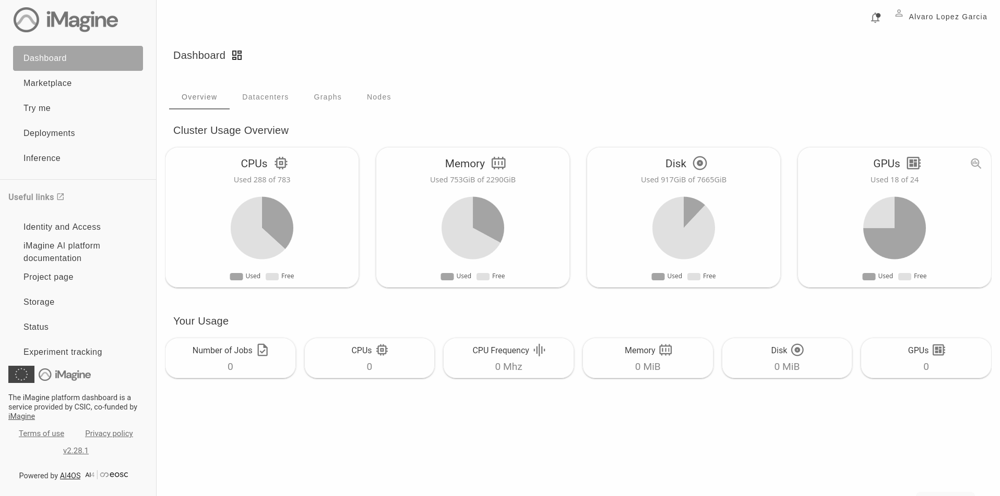 iMagine
Dashboard
Marketplace
Try me
Deployments
Inference
Useful links
Identity and Access
iMagine AI platform
documentation
Project page
Storage
Status
Experiment tracking
iMagine
The iMagine platform dashboard is a
service provided by CSIC, co-funded by
iMagine
Terms of use Privacy policy
v2.28.1
Powered by AI4OS AI4 eosc
Alvaro Lopez Garcia
Dashboard
Overview Datacenters Graphs Nodes
Cluster Usage Overview
CPUs
Used 288 of 783
Used Free
Memory
Used 753GiB of 2290GiB
Used Free
Disk
Used 917GiB of 7665GiB
Used Free
GPUs
Used 18 of 24
Used Free
Your Usage
Number of Jobs
0
CPUs
0
CPU Frequency
0 Mhz
Memory
0 MiB
Disk
0 MiB
GPUs
0